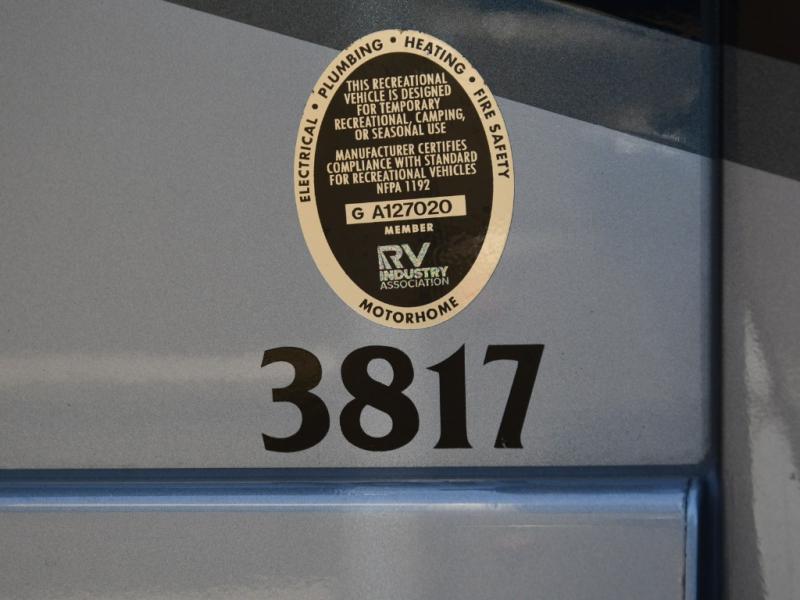 ELECTRICAL • PLUMBING • HEATING • FIRE SAFETY
THIS RECREATIONAL
VEHICLE IS DESIGNED
FOR TEMPORARY
RECREATIONAL, CAMPING,
OR SEASONAL USE
MANUFACTURER CERTIFIES
COMPLIANCE WITH STANDARD
FOR RECREATIONAL VEHICLES
NFPA 1192
G A127020
MEMBER
RV
INDUSTRY
ASSOCIATION
MOTORHOME
3817